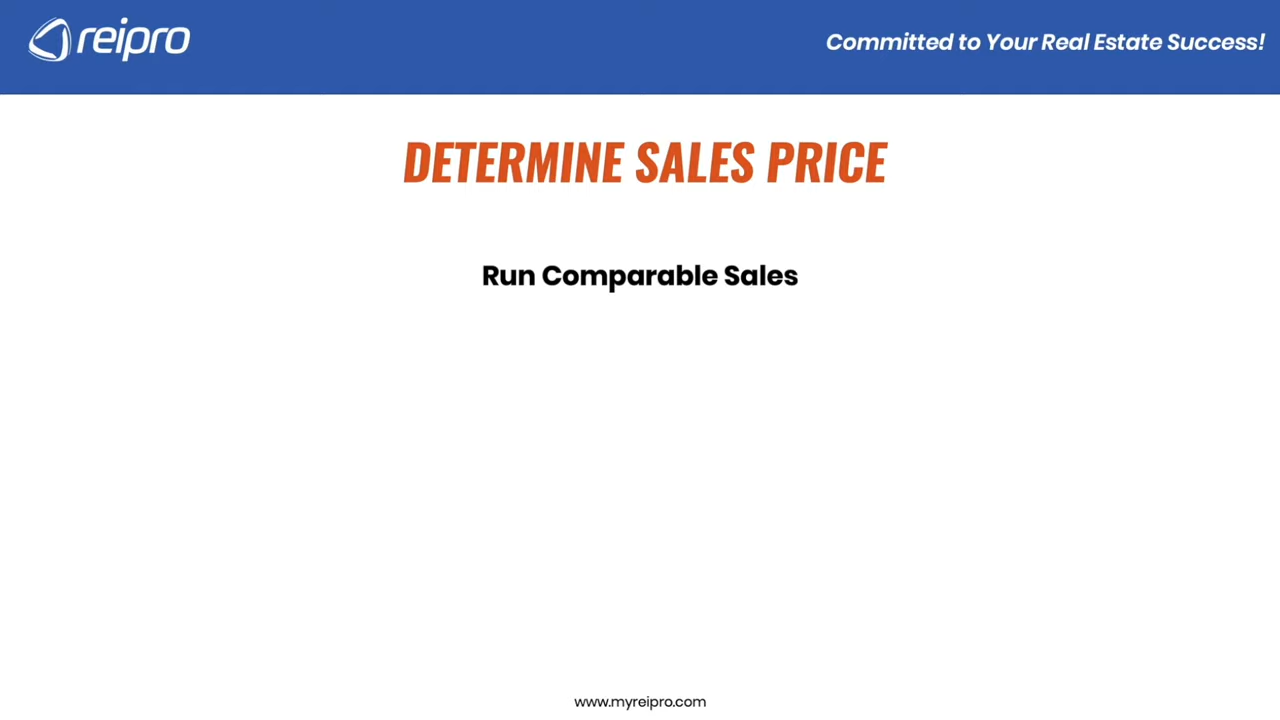 reipro
Committed to Your Real Estate Success!
DETERMINE SALES PRICE
Run Comparable Sales
www.myreipro.com